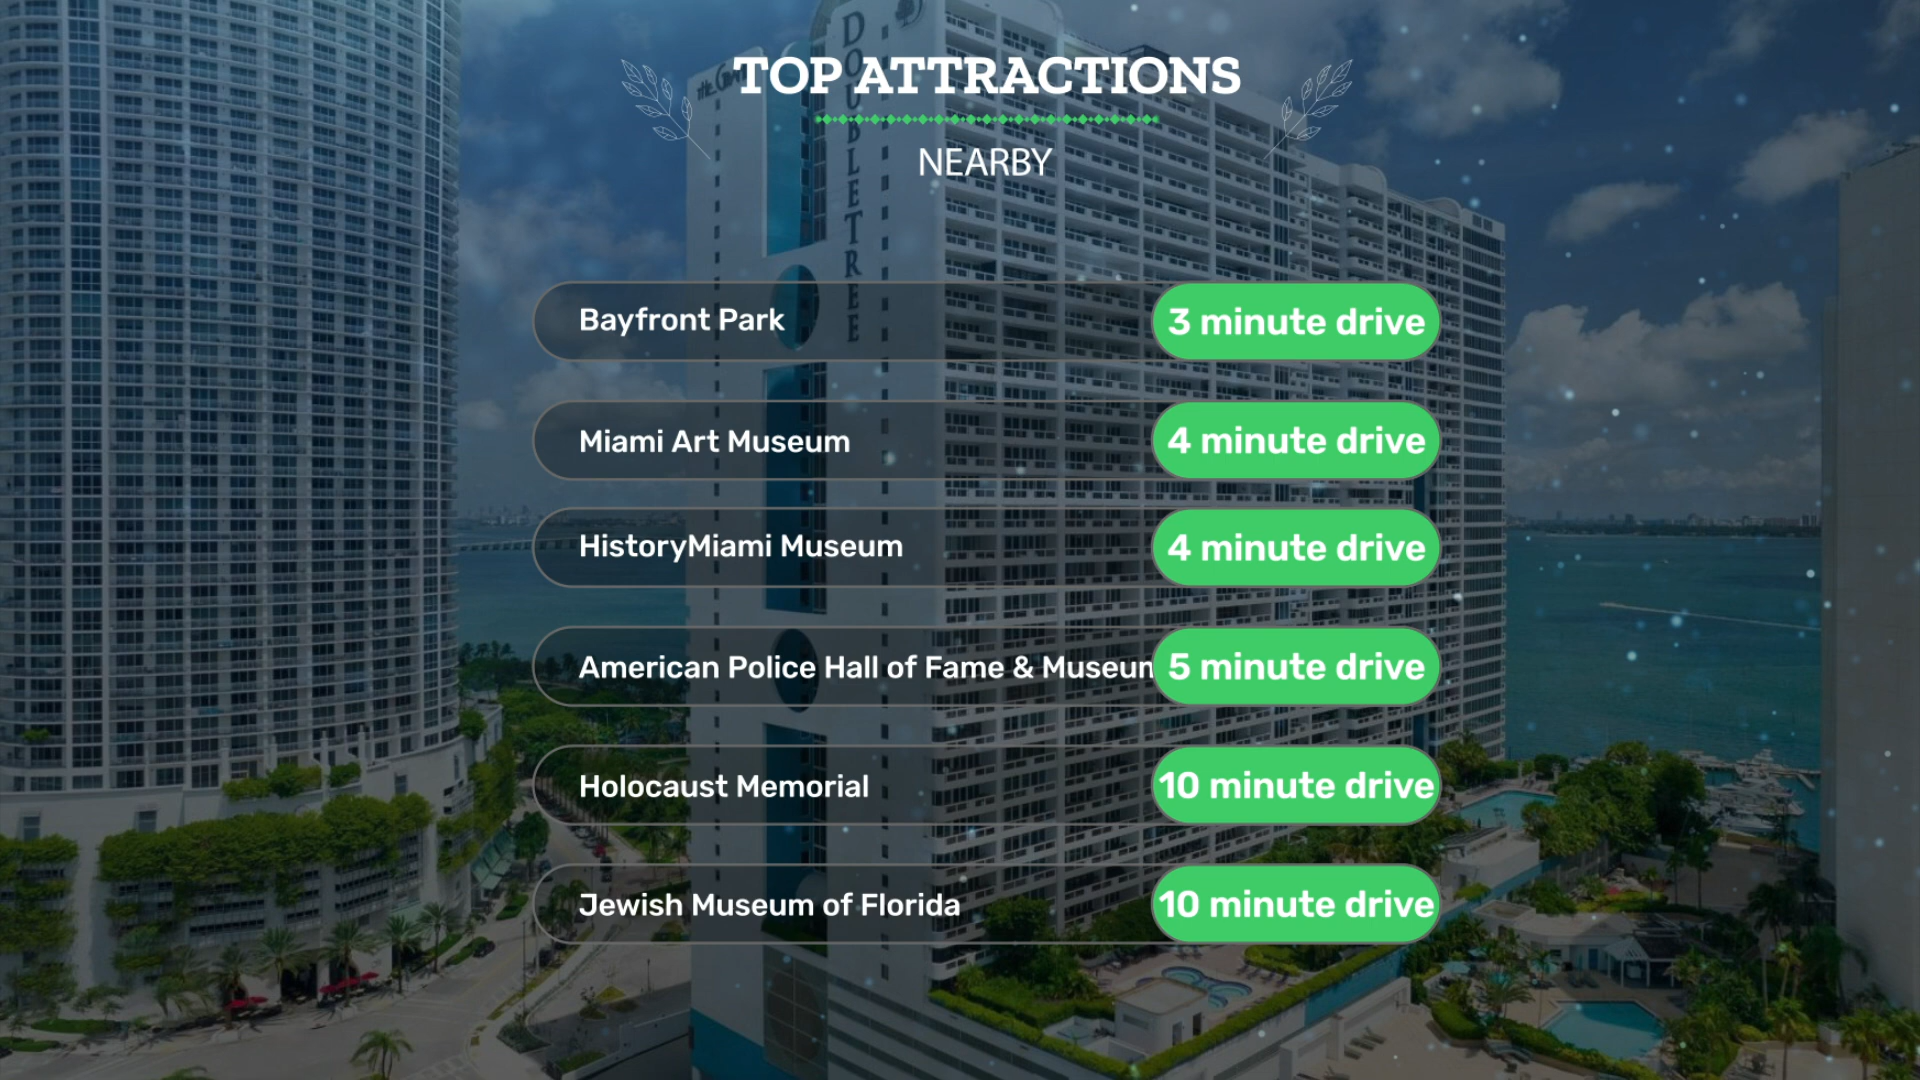 TOP ATTRACTIONS
NEARBY
DOUBLETREE
Bayfront Park
3 minute drive
Miami Art Museum
4 minute drive
HistoryMiami Museum
4 minute drive
American Police Hall of Fame & Museum
5 minute drive
Holocaust Memorial
10 minute drive
Jewish Museum of Florida
10 minute drive